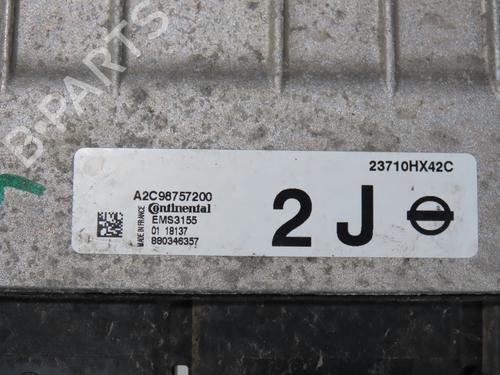 B-PARTS
23710HX42C
A2C98757200
Continental
EMS3155
01 18137
880346357
MADE IN FRANCE
2 J